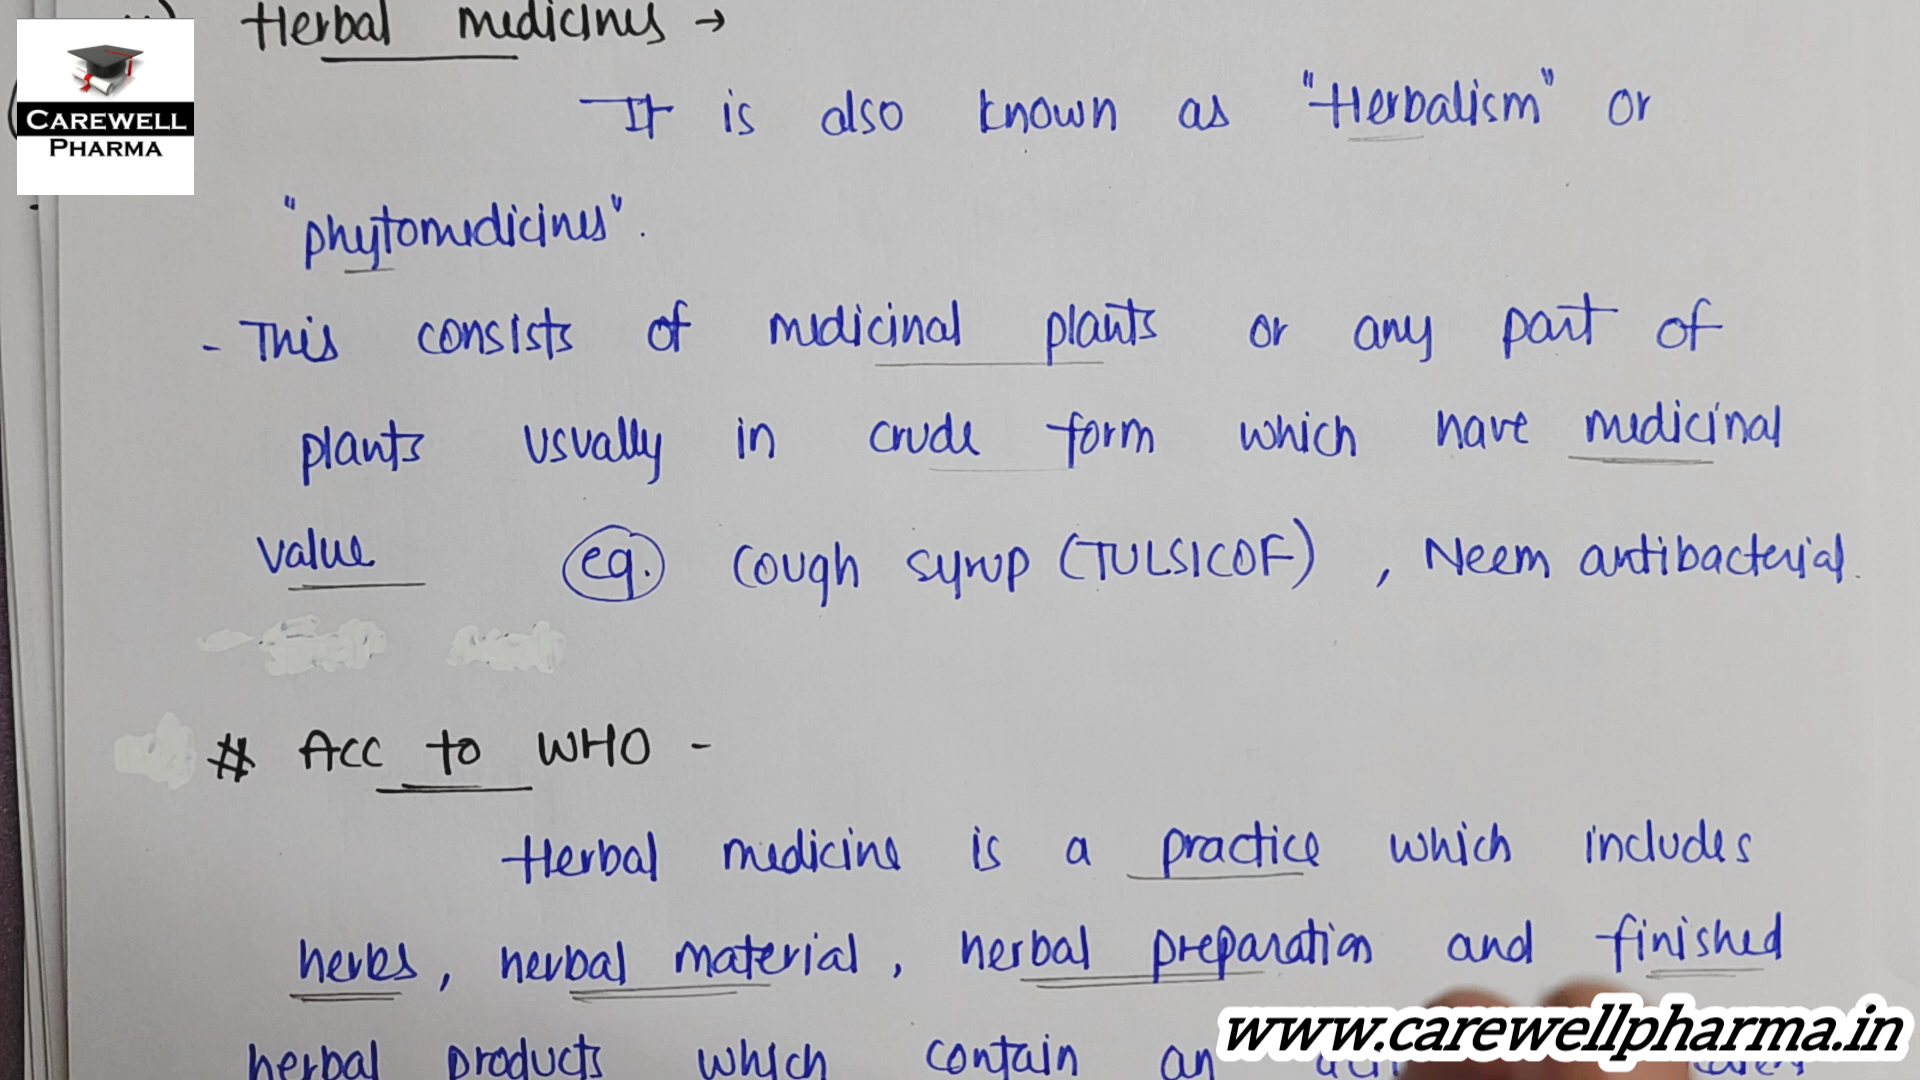 Herbal medicines →
CAREWELL
PHARMA
It is also known as "Herbalism" or
"phytomedicines".
- This consists of medicinal plants or any part of
plants usually in crude form which have medicinal
value eg. Cough syrup (TULSICOF), Neem antibacterial.
# Acc to WHO -
Herbal medicine is a practice which includes
herbs, herbal material, herbal preparation and finished
herbal products which contain an
www.carewellpharma.in